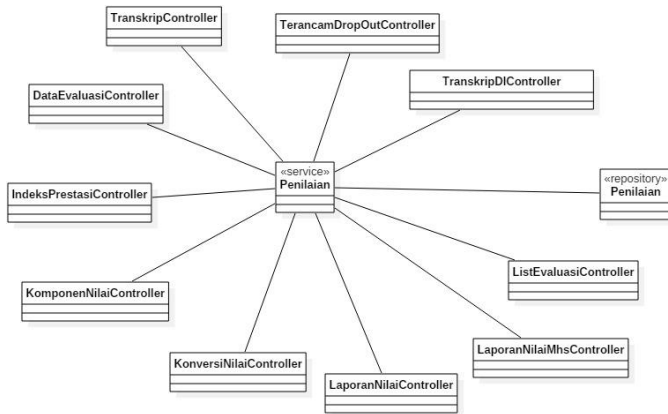 TranskripController
TerancamDropOutController
TranskripDIController
DataEvaluasiController
«service»
Penilaian
«repository»
Penilaian
IndeksPrestasiController
ListEvaluasiController
KomponenNilaiController
LaporanNilaiMhsController
KonversiNilaiController
LaporanNilaiController